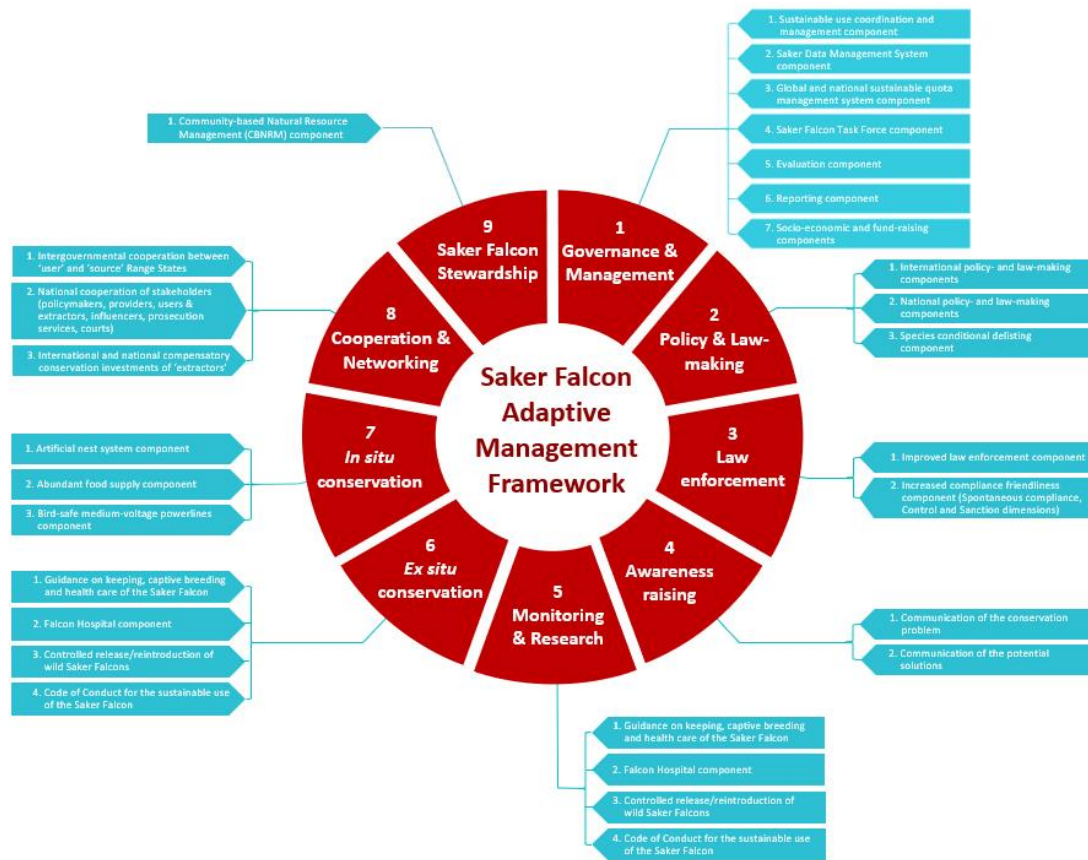 1. Sustainable use coordination and
management component
2. Saker Data Management System
component
3. Global and national sustainable quota
management system component
4. Saker Falcon Task Force component
5. Evaluation component
6. Reporting component
7. Socio-economic and fund-raising
components
1. Community-based Natural Resource
Management (CBNRM) component
9
Saker Falcon
Stewardship
1
Governance &
Management
1. Intergovernmental cooperation between
‘user’ and ‘source’ Range States
2. National cooperation of stakeholders
(policymakers, providers, users &
extractors, influencers, prosecution
services, courts)
3. International and national compensatory
conservation investments of ‘extractors’
8
Cooperation &
Networking
2
Policy & Law-
making
1. International policy- and law-making
components
2. National policy- and law-making
components
3. Species conditional delisting
component
Saker Falcon
Adaptive
Management
Framework
1. Artificial nest system component
2. Abundant food supply component
3. Bird-safe medium-voltage powerlines
component
7
In situ
conservation
3
Law
enforcement
1. Improved law enforcement component
2. Increased compliance friendliness
component (Spontaneous compliance,
Control and Sanction dimensions)
1. Guidance on keeping, captive breeding
and health care of the Saker Falcon
2. Falcon Hospital component
3. Controlled release/reintroduction of
wild Saker Falcons
4. Code of Conduct for the sustainable use
of the Saker Falcon
6
Ex situ
conservation
5
Monitoring
& Research
4
Awareness
raising
1. Communication of the conservation
problem
2. Communication of the potential
solutions
1. Guidance on keeping, captive breeding
and health care of the Saker Falcon
2. Falcon Hospital component
3. Controlled release/reintroduction of
wild Saker Falcons
4. Code of Conduct for the sustainable use
of the Saker Falcon